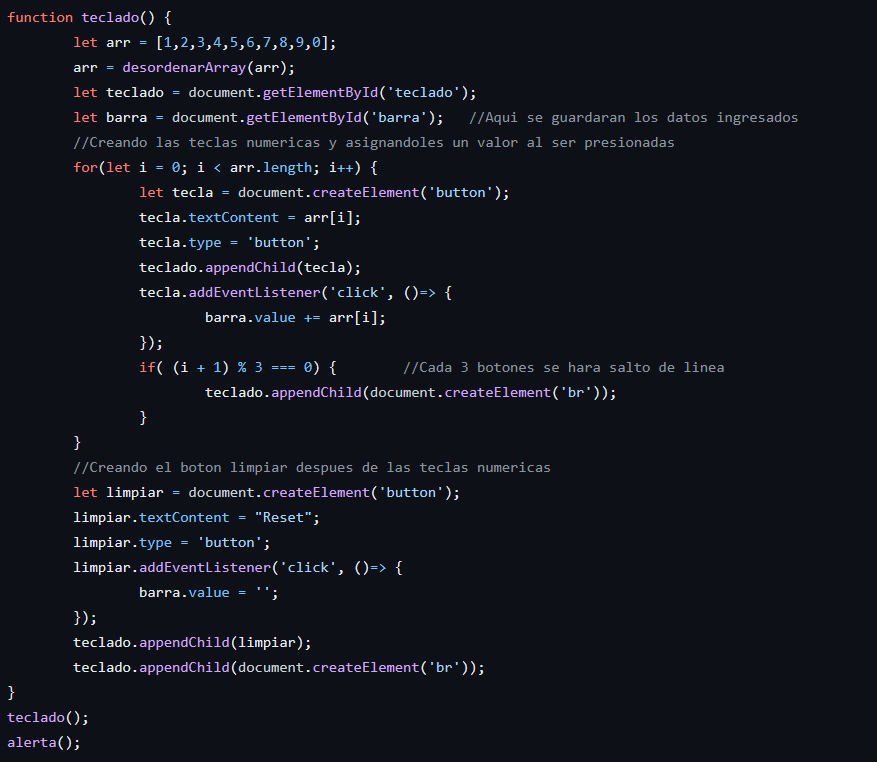 function teclado() {
let arr = [1,2,3,4,5,6,7,8,9,0];
arr = desordenarArray(arr);
let teclado = document.getElementById('teclado');
let barra = document.getElementById('barra'); //Aqui se guardaran los datos ingresados
//Creando las teclas numericas y asignandoles un valor al ser presionadas
for(let i = 0; i < arr.length; i++) {
let tecla = document.createElement('button');
tecla.textContent = arr[i];
tecla.type = 'button';
teclado.appendChild(tecla);
tecla.addEventListener('click', ()=> {
barra.value += arr[i];
});
if( (i + 1) % 3 === 0) { //Cada 3 botones se hara salto de linea
teclado.appendChild(document.createElement('br'));
}
}
//Creando el boton limpiar despues de las teclas numericas
let limpiar = document.createElement('button');
limpiar.textContent = "Reset";
limpiar.type = 'button';
limpiar.addEventListener('click', ()=> {
barra.value = '';
});
teclado.appendChild(limpiar);
teclado.appendChild(document.createElement('br'));
}
teclado();
alerta();